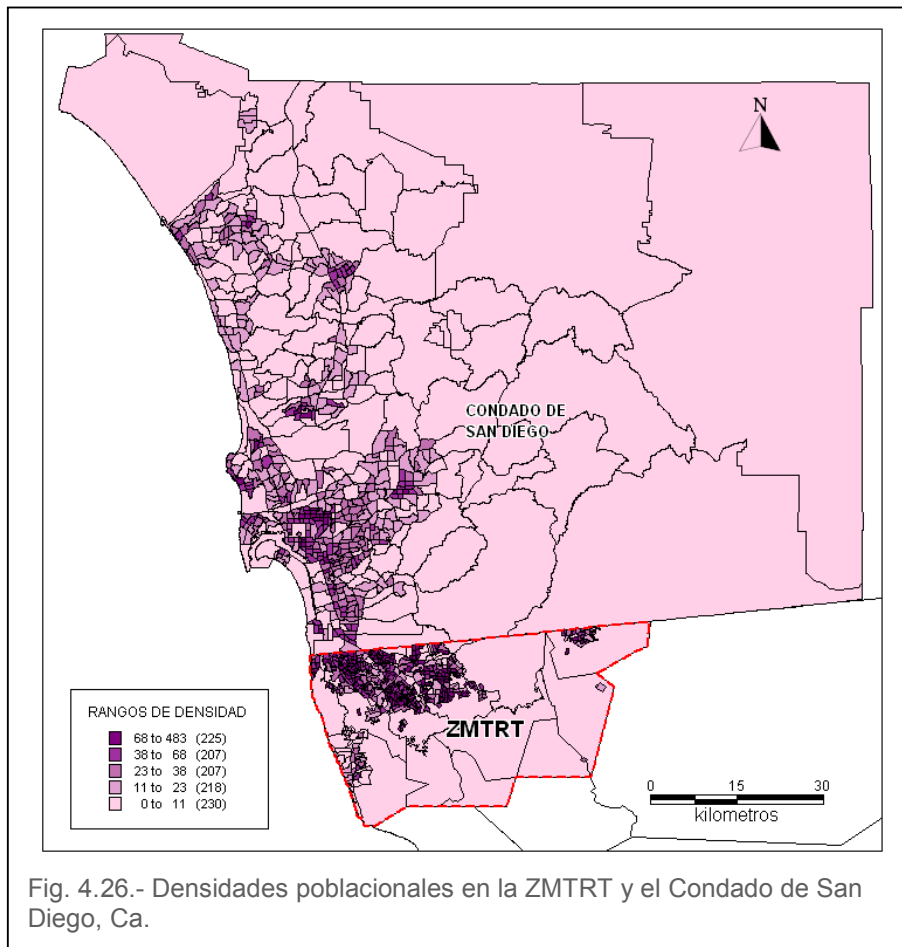 N
CONDADO DE
SAN DIEGO
ZMTRT
RANGOS DE DENSIDAD
68 to 483 (225)
38 to 68 (207)
23 to 38 (207)
11 to 23 (218)
0 to 11 (230)
0 15 30
kilometros
Fig. 4.26.- Densidades poblacionales en la ZMTRT y el Condado de San
Diego, Ca.